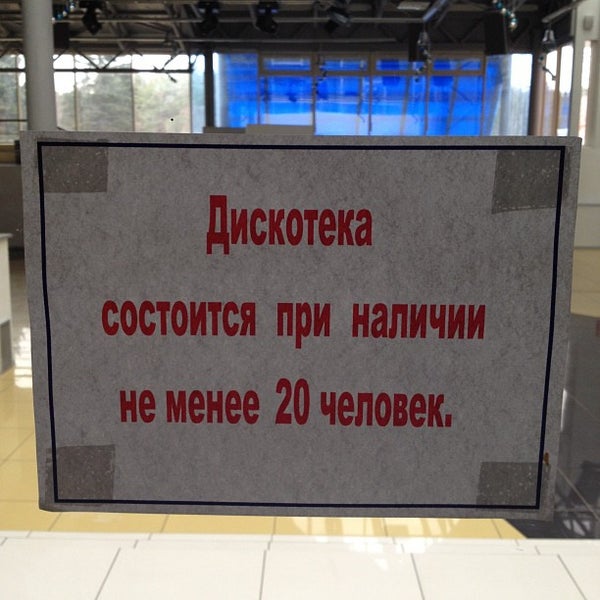 Дискотека
состоится при наличии
не менее 20 человек.